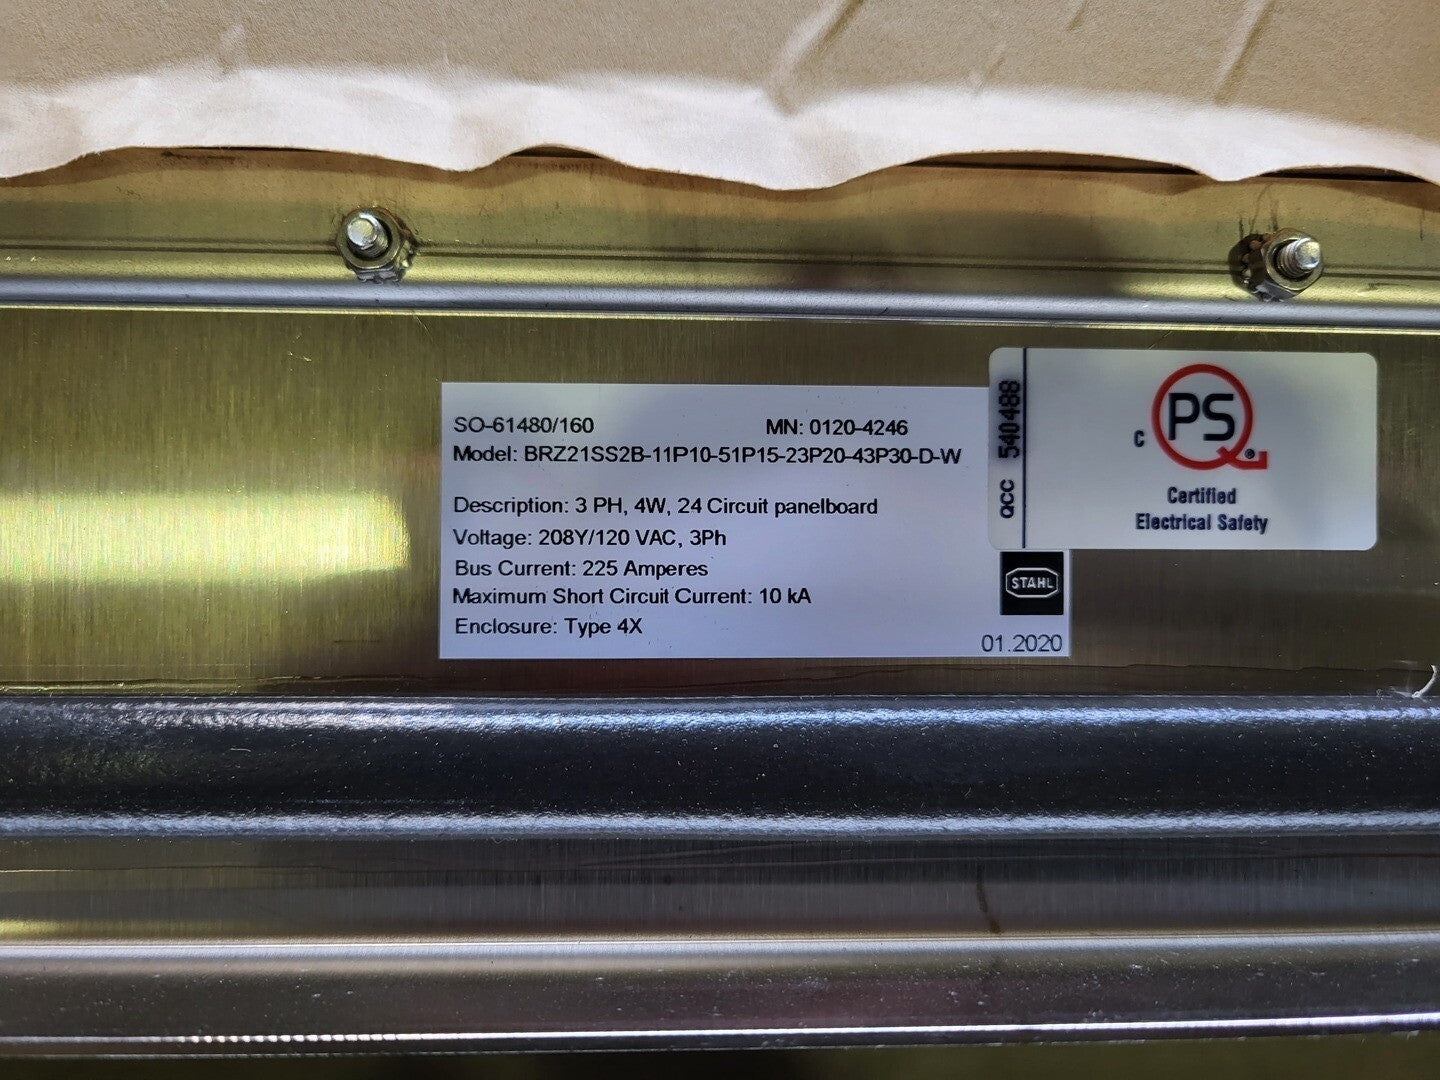 SO-61480/160 MN: 0120-4246
Model: BRZ21SS2B-11P10-51P15-23P20-43P30-D-W
Description: 3 PH, 4W, 24 Circuit panelboard
Voltage: 208Y/120 VAC, 3Ph
Bus Current: 225 Amperes
Maximum Short Circuit Current: 10 kA
Enclosure: Type 4X
STAHL
01.2020
QCC 540488
C PS®
Certified
Electrical Safety